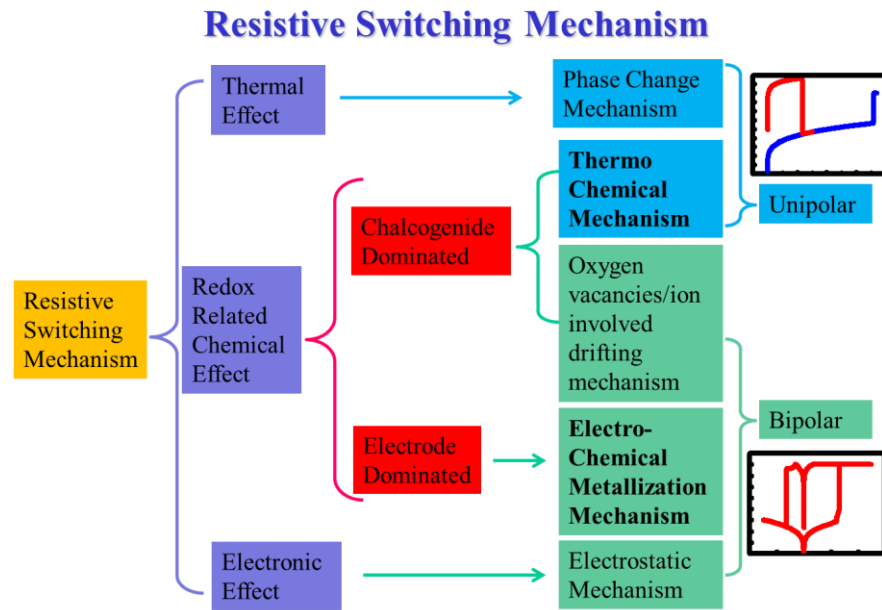 Resistive Switching Mechanism
Thermal
Effect
Phase Change
Mechanism
Thermo
Chemical
Mechanism
Unipolar
Chalcogenide
Dominated
Resistive
Switching
Mechanism
Redox
Related
Chemical
Effect
Oxygen
vacancies/ion
involved
drifting
mechanism
Electrode
Dominated
Electro-
Chemical
Metallization
Mechanism
Bipolar
Electronic
Effect
Electrostatic
Mechanism